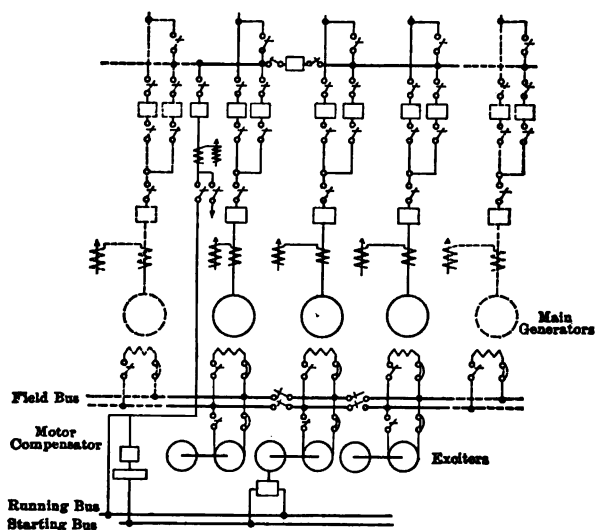 Main
Generators
Field Bus
Motor
Compensator
Exciters
Running Bus
Starting Bus